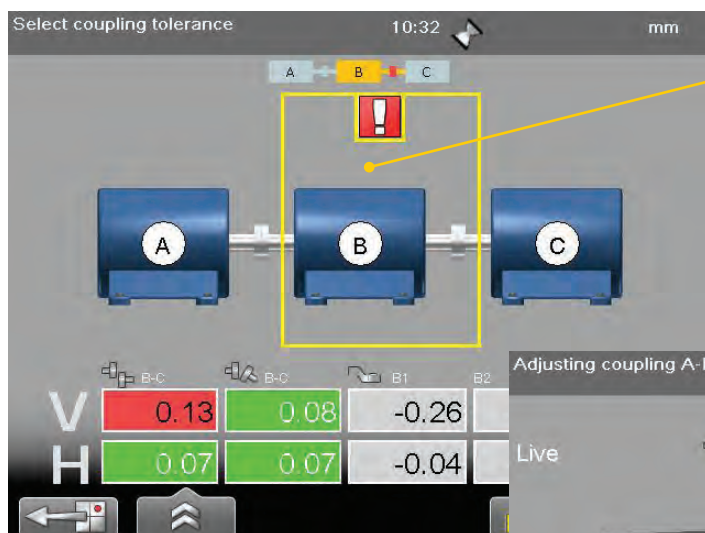 Select coupling tolerance 10:32 mm
A B C
!
A B C
B-C B-C B1 B2
V 0.13 0.08 -0.26
H 0.07 0.07 -0.04
Adjusting coupling A-
Live